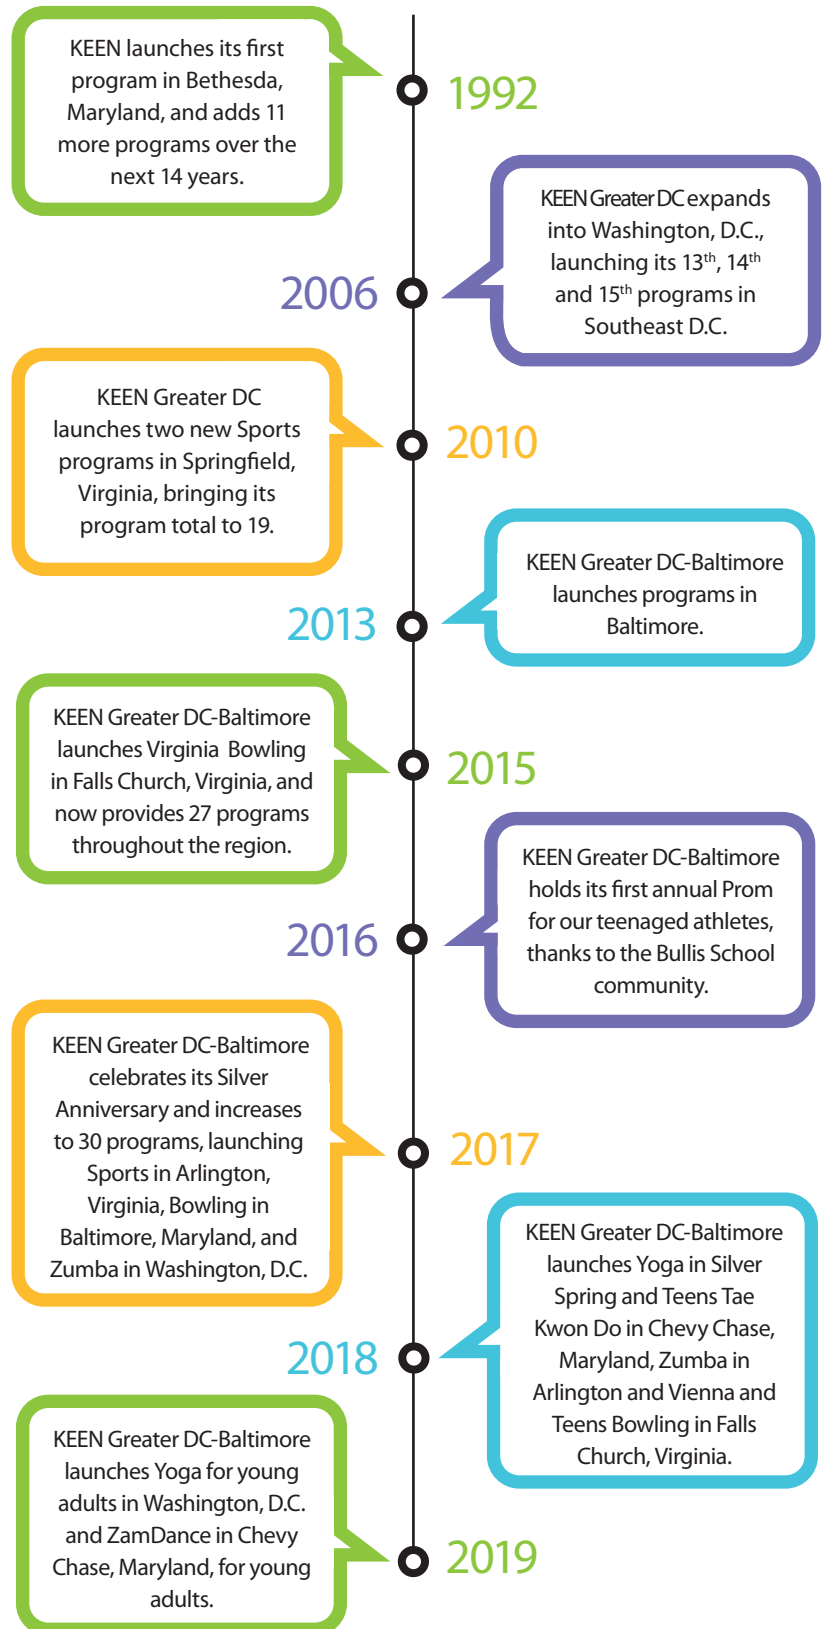 KEEN launches its first
program in Bethesda,
Maryland, and adds 11
more programs over the
next 14 years.
1992
KEEN Greater DC expands
into Washington, D.C.,
launching its 13th, 14th
and 15th programs in
Southeast D.C.
2006
KEEN Greater DC
launches two new Sports
programs in Springfield,
Virginia, bringing its
program total to 19.
2010
KEEN Greater DC-Baltimore
launches programs in
Baltimore.
2013
KEEN Greater DC-Baltimore
launches Virginia Bowling
in Falls Church, Virginia, and
now provides 27 programs
throughout the region.
2015
KEEN Greater DC-Baltimore
holds its first annual Prom
for our teenaged athletes,
thanks to the Bullis School
community.
2016
KEEN Greater DC-Baltimore
celebrates its Silver
Anniversary and increases
to 30 programs, launching
Sports in Arlington,
Virginia, Bowling in
Baltimore, Maryland, and
Zumba in Washington, D.C.
2017
KEEN Greater DC-Baltimore
launches Yoga in Silver
Spring and Teens Tae
Kwon Do in Chevy Chase,
Maryland, Zumba in
Arlington and Vienna and
Teens Bowling in Falls
Church, Virginia.
2018
KEEN Greater DC-Baltimore
launches Yoga for young
adults in Washington, D.C.
and ZamDance in Chevy
Chase, Maryland, for young
adults.
2019